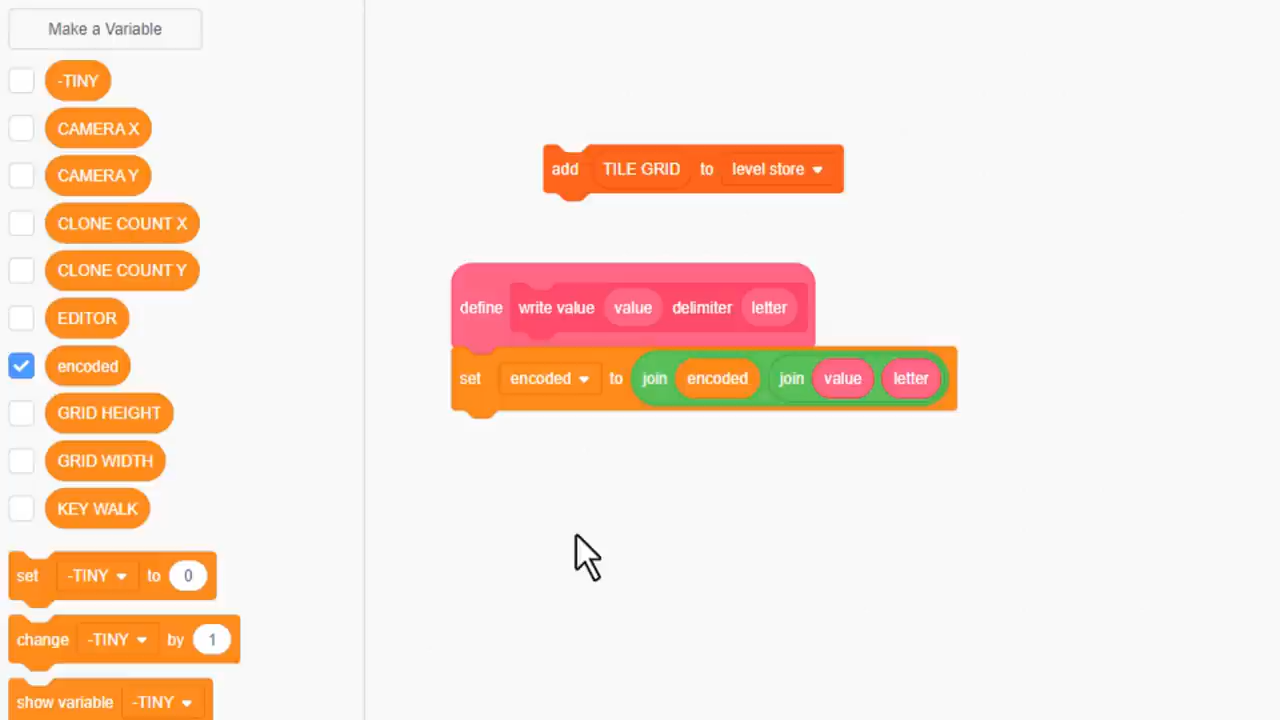 Make a Variable
-TINY
CAMERA X
CAMERA Y
CLONE COUNT X
CLONE COUNT Y
EDITOR
encoded
GRID HEIGHT
GRID WIDTH
KEY WALK
set -TINY to 0
change -TINY by 1
show variable -TINY
add TILE GRID to level store
define write value value delimiter letter
set encoded to join encoded join value letter